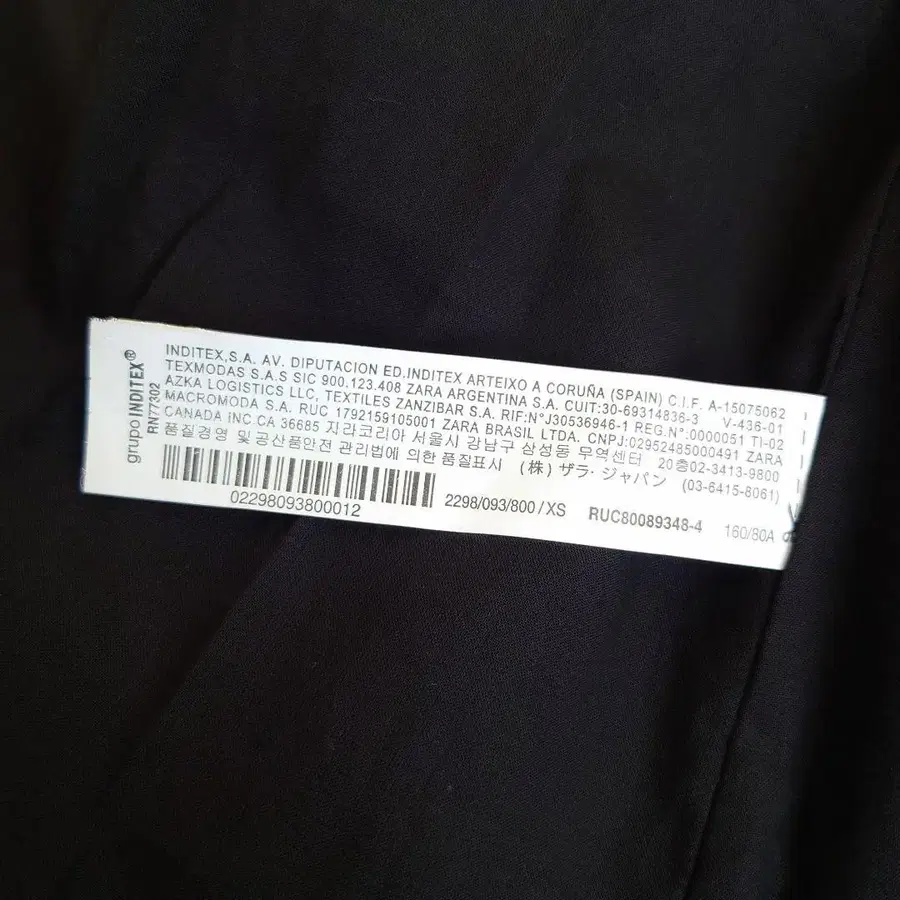 grupo INDITEX®
RN77302
INDITEX,S.A. AV. DIPUTACION ED.INDITEX ARTEIXO A CORUÑA (SPAIN) C.I.F. A-15075062
TEXMODAS S.A.S SIC 900.123.408 ZARA ARGENTINA S.A. CUIT:30-69314836-3 V-436-01
AZKA LOGISTICS LLC, TEXTILES ZANZIBAR S.A. RIF:N°J30536946-1 REG.N°:0000051 TI-02
MACROMODA S.A. RUC 1792159105001 ZARA BRASIL LTDA. CNPJ:02952485000491 ZARA
CANADA INC.CA 36685 지라코리아 서울시 강남구 삼성동 무역센터 20층02-3413-9800
품질경영 및공산품안전 관리법에 의한 품질표시 (株) ザラ· ジャパン (03-6415-8061)
02298093800012 2298/093/800/XS RUC80089348-4 160/80A